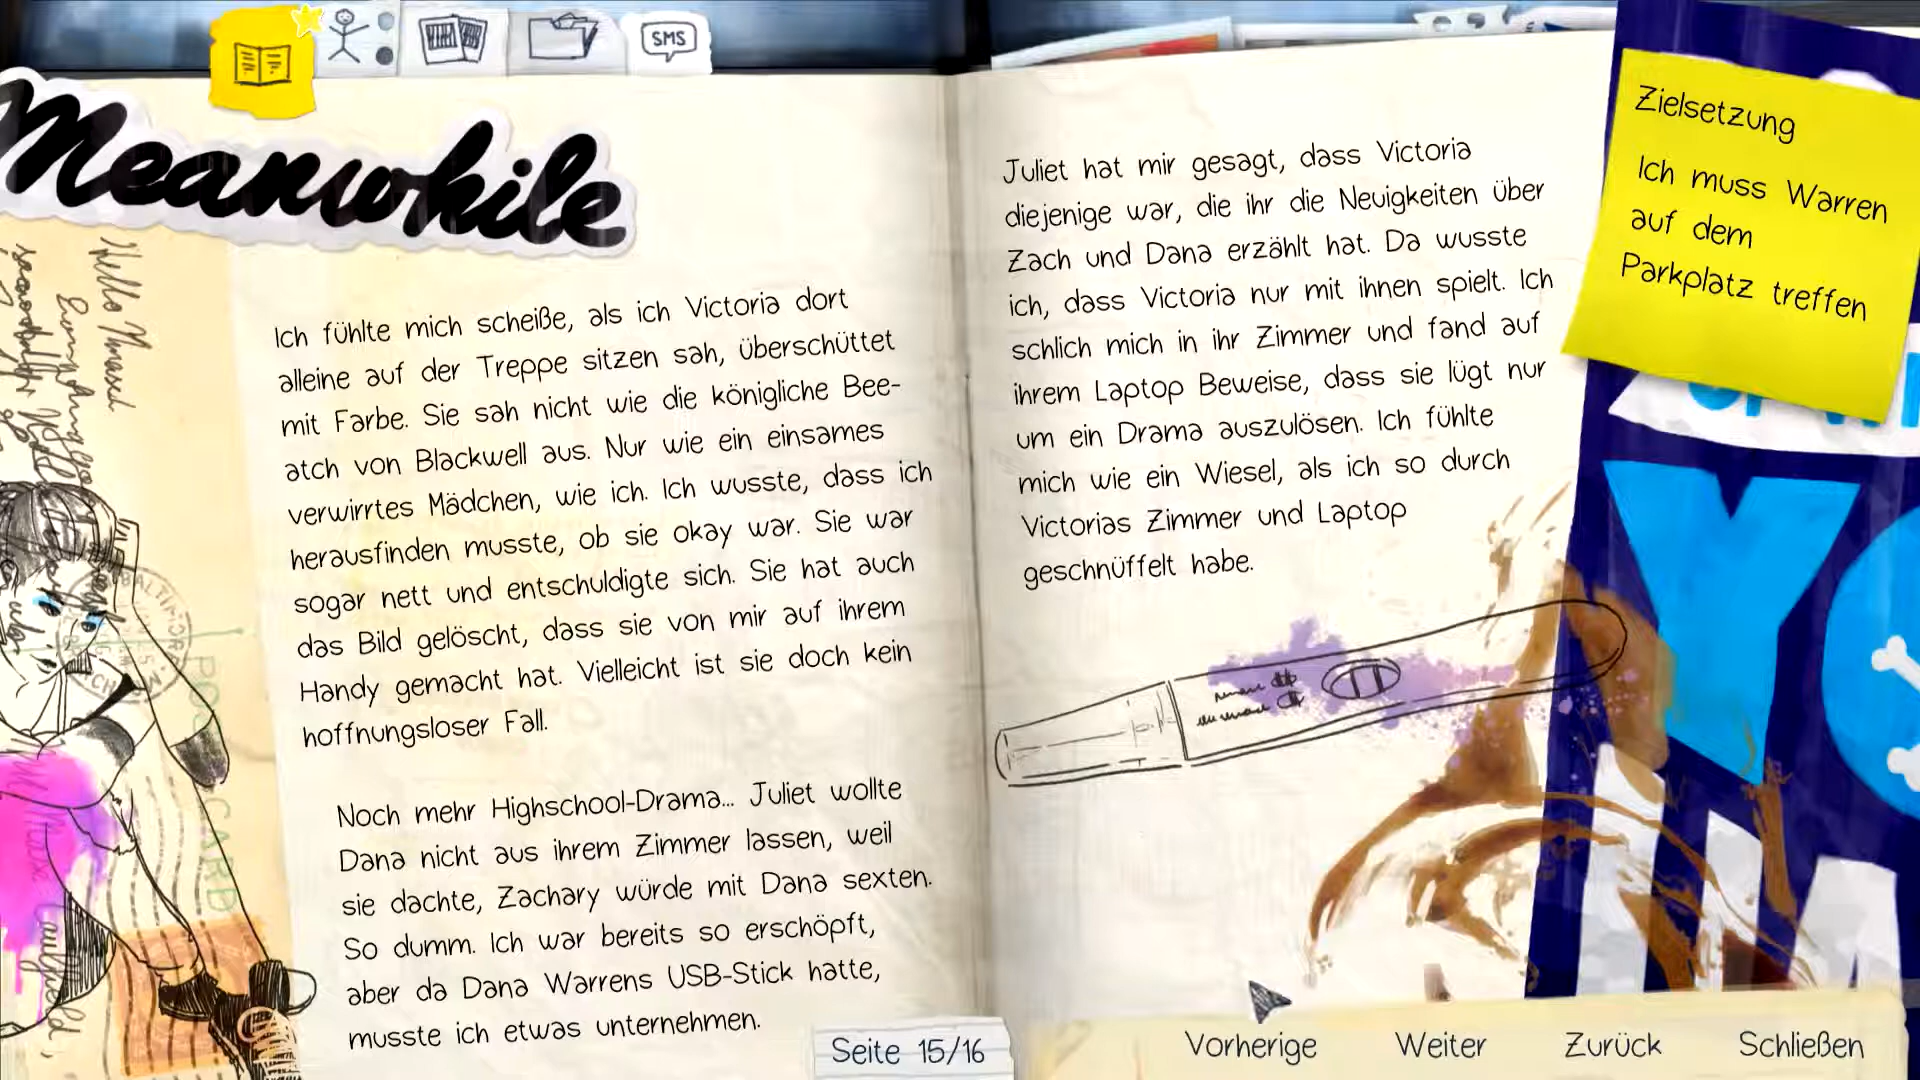 SMS
Meanwhile
Ich fühlte mich scheiße, als ich Victoria dort
alleine auf der Treppe sitzen sah, überschüttet
mit Farbe. Sie sah nicht wie die königliche Bee-
atch von Blackwell aus. Nur wie ein einsames
verwirrtes Mädchen, wie ich. Ich wusste, dass ich
herausfinden musste, ob sie okay war. Sie war
sogar nett und entschuldigte sich. Sie hat auch
das Bild gelöscht, dass sie von mir auf ihrem
Handy gemacht hat. Vielleicht ist sie doch kein
hoffnungsloser Fall.
Noch mehr Highschool-Drama... Juliet wollte
Dana nicht aus ihrem Zimmer lassen, weil
sie dachte, Zachary würde mit Dana sexten.
So dumm. Ich war bereits so erschöpft,
aber da Dana Warrens USB-Stick hatte,
musste ich etwas unternehmen.
Juliet hat mir gesagt, dass Victoria
diejenige war, die ihr die Neuigkeiten über
Zach und Dana erzählt hat. Da wusste
ich, dass Victoria nur mit ihnen spielt. Ich
schlich mich in ihr Zimmer und fand auf
ihrem Laptop Beweise, dass sie lügt nur
um ein Drama auszulösen. Ich fühlte
mich wie ein Wiesel, als ich so durch
Victorias Zimmer und Laptop
geschnüffelt habe.
Zielsetzung
Ich muss Warren
auf dem
Parkplatz treffen
POST CARD
Seite 15/16
Vorherige
Weiter
Zurück
Schließen